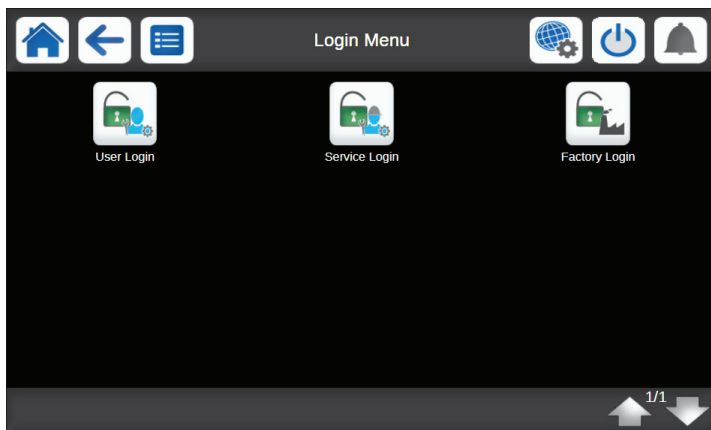 Login Menu
User Login
Service Login
Factory Login
1/1